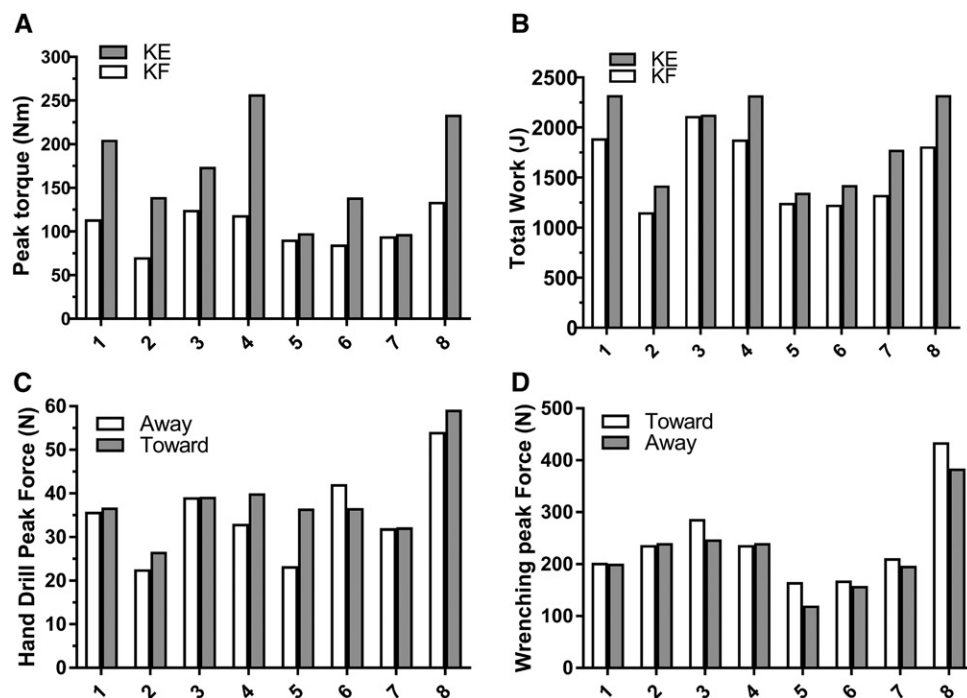 A
KE
KF
Peak torque (Nm)
300
250
200
150
100
50
0
1 2 3 4 5 6 7 8
B
KE
KF
Total Work (J)
2500
2000
1500
1000
500
0
1 2 3 4 5 6 7 8
C
Away
Toward
Hand Drill Peak Force (N)
60
50
40
30
20
10
0
1 2 3 4 5 6 7 8
D
Toward
Away
Wrenching peak Force (N)
500
400
300
200
100
0
1 2 3 4 5 6 7 8